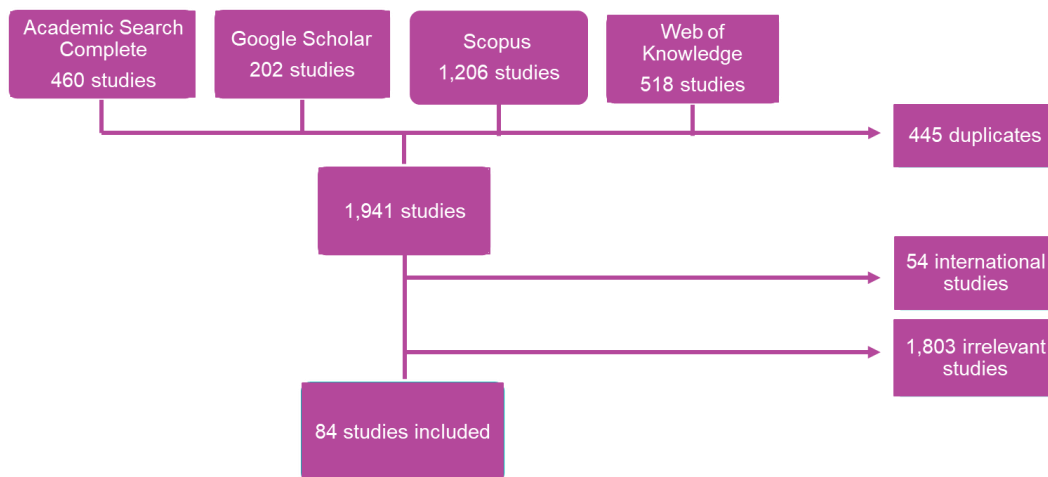 Academic Search
Complete
460 studies
Google Scholar
202 studies
Scopus
1,206 studies
Web of
Knowledge
518 studies
445 duplicates
1,941 studies
54 international
studies
1,803 irrelevant
studies
84 studies included